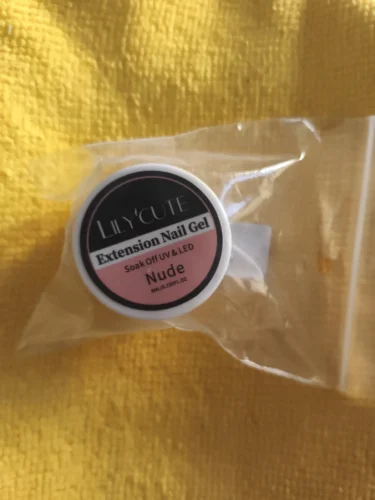 LILY'CUTE
Extension Nail Gel
Soak Off UV & LED
Nude